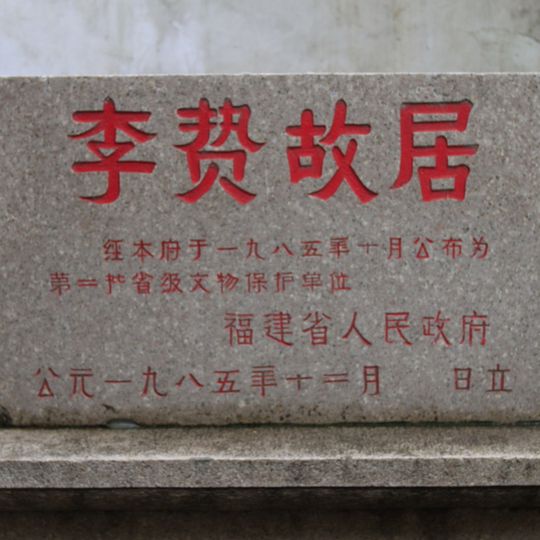 李贽故居
经本府于一九八五年十月公布为
第二批省级文物保护单位
福建省人民政府
公元一九八五年十二月 日立